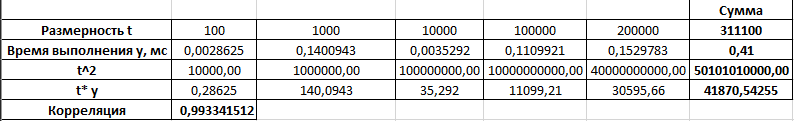 Сумма
Размерность t 100 1000 10000 100000 200000 311100
Время выполнения y, мс 0,0028625 0,1400943 0,0035292 0,1109921 0,1529783 0,41
t^2 10000,00 1000000,00 100000000,00 10000000000,00 40000000000,00 50101010000,00
t* y 0,28625 140,0943 35,292 11099,21 30595,66 41870,54255
Корреляция 0,993341512